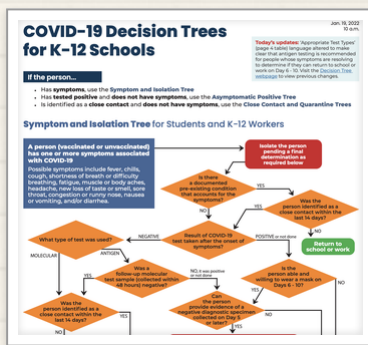 COVID-19 Decision Trees
for K-12 Schools
Jan. 19, 2022
10 a.m.
Today's updates: 'Appropriate Test Types'
(page 4 table) language altered to make
clear that antigen testing is recommended
for people whose symptoms are resolving
to determine if they can return to school or
work on Day 6 - 10. Visit the Decision Tree
webpage to view previous changes.
If the person...
• Has symptoms, use the Symptom and Isolation Tree
• Has tested positive and does not have symptoms, use the Asymptomatic Positive Tree
• Is identified as a close contact and does not have symptoms, use the Close Contact and Quarantine Trees
Symptom and Isolation Tree for Students and K-12 Workers
A person (vaccinated or unvaccinated)
has one or more symptoms associated
with COVID-19
Possible symptoms include fever, chills,
cough, shortness of breath or difficulty
breathing, fatigue, muscle or body aches,
headache, new loss of taste or smell, sore
throat, congestion or runny nose, nausea
or vomiting, and/or diarrhea.
Isolate the person
pending a final
determination as
required below
Is there
a documented
pre-existing condition
that accounts for the
symptoms?
YES
NO
Was the
person identified as a
close contact within the
last 14 days?
YES
NO
Return to
school or work
Result of COVID-19
test taken after the onset of
symptoms?
NEGATIVE
POSITIVE or not done
What type of test was used?
MOLECULAR
ANTIGEN
Was a
follow-up molecular
test sample (collected within
48 hours) negative?
YES
NO, it was positive
or not done
Is the
person able and
willing to wear a mask on
Days 6 - 10?
YES
NO
Was the
person identified as a
close contact within the
last 14 days?
NO
YES
Can
the person
provide evidence of a
negative diagnostic specimen
collected on Day 5
or later?
YES
NO